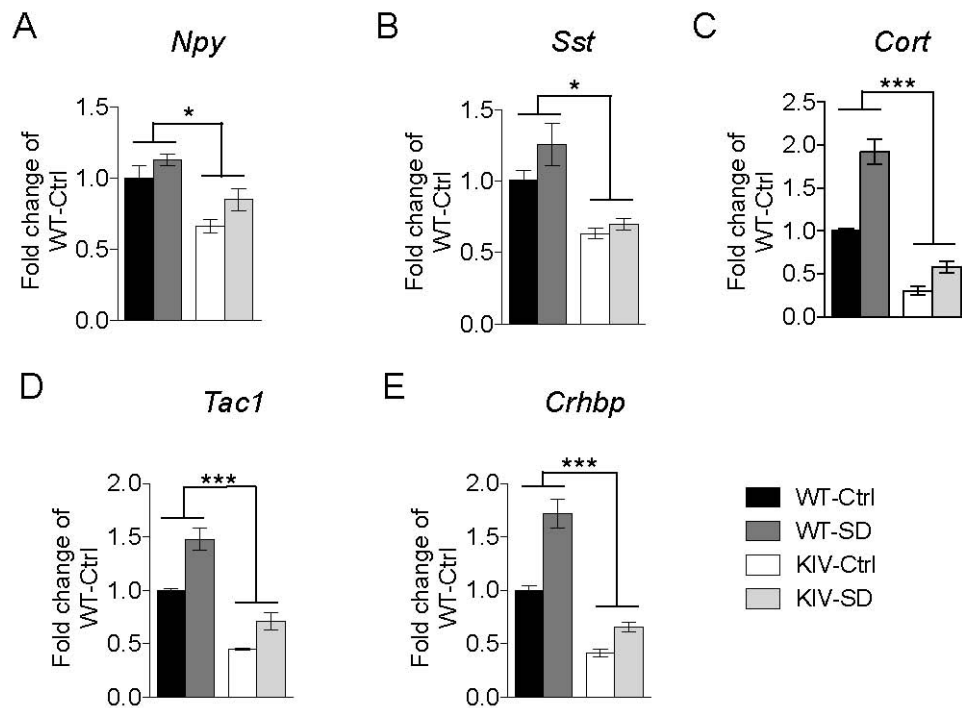 A
Npy
Fold change of
WT-Ctrl
1.5
1.0
0.5
0.0
*
B
Sst
Fold change of
WT-Ctrl
1.5
1.0
0.5
0.0
*
C
Cort
Fold change of
WT-Ctrl
2.5
2.0
1.5
1.0
0.5
0.0
***
D
Tac1
Fold change of
WT-Ctrl
2.0
1.5
1.0
0.5
0.0
***
E
Crhbp
Fold change of
WT-Ctrl
2.0
1.5
1.0
0.5
0.0
***
WT-Ctrl
WT-SD
KIV-Ctrl
KIV-SD